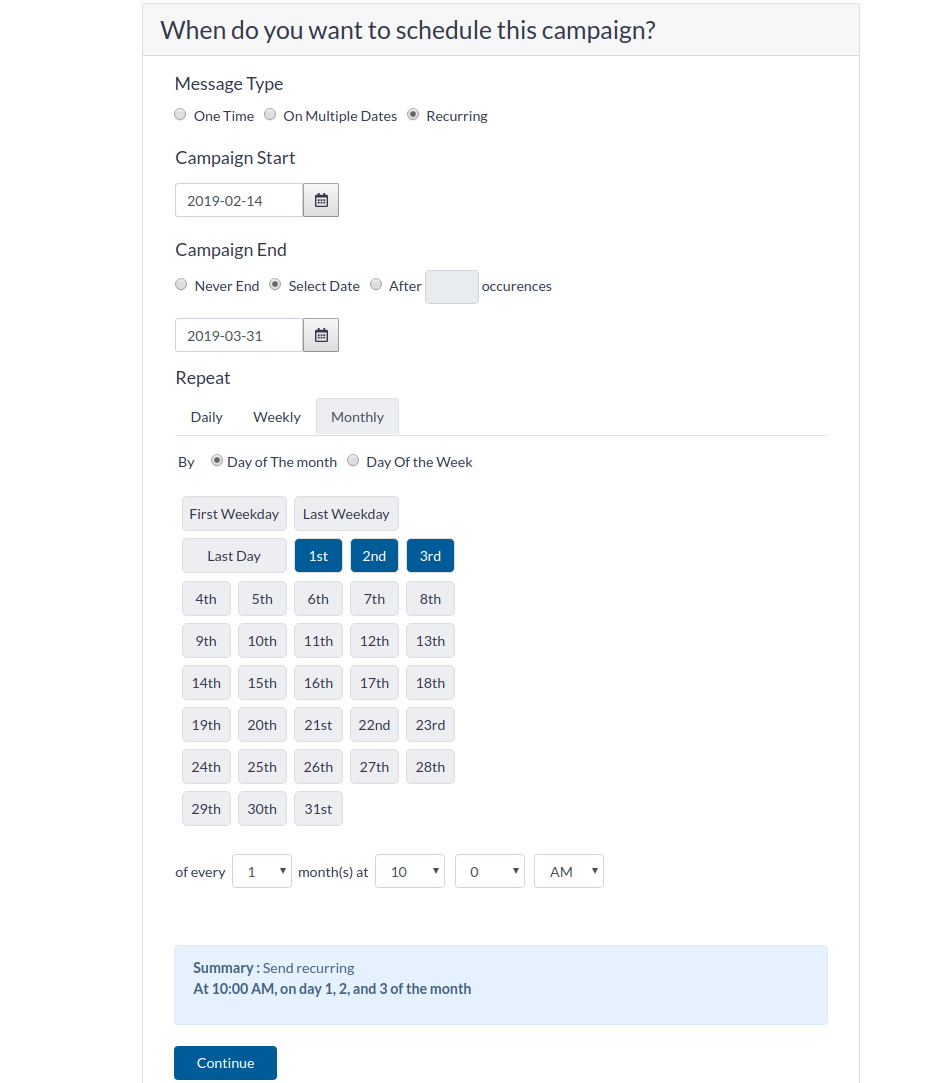 When do you want to schedule this campaign?
Message Type
One Time On Multiple Dates Recurring
Campaign Start
2019-02-14
Campaign End
Never End Select Date After occurences
2019-03-31
Repeat
Daily Weekly Monthly
By Day of The month Day Of the Week
First Weekday Last Weekday
Last Day 1st 2nd 3rd
4th 5th 6th 7th 8th
9th 10th 11th 12th 13th
14th 15th 16th 17th 18th
19th 20th 21st 22nd 23rd
24th 25th 26th 27th 28th
29th 30th 31st
of every 1 month(s) at 10 0 AM
Summary : Send recurring
At 10:00 AM, on day 1, 2, and 3 of the month
Continue